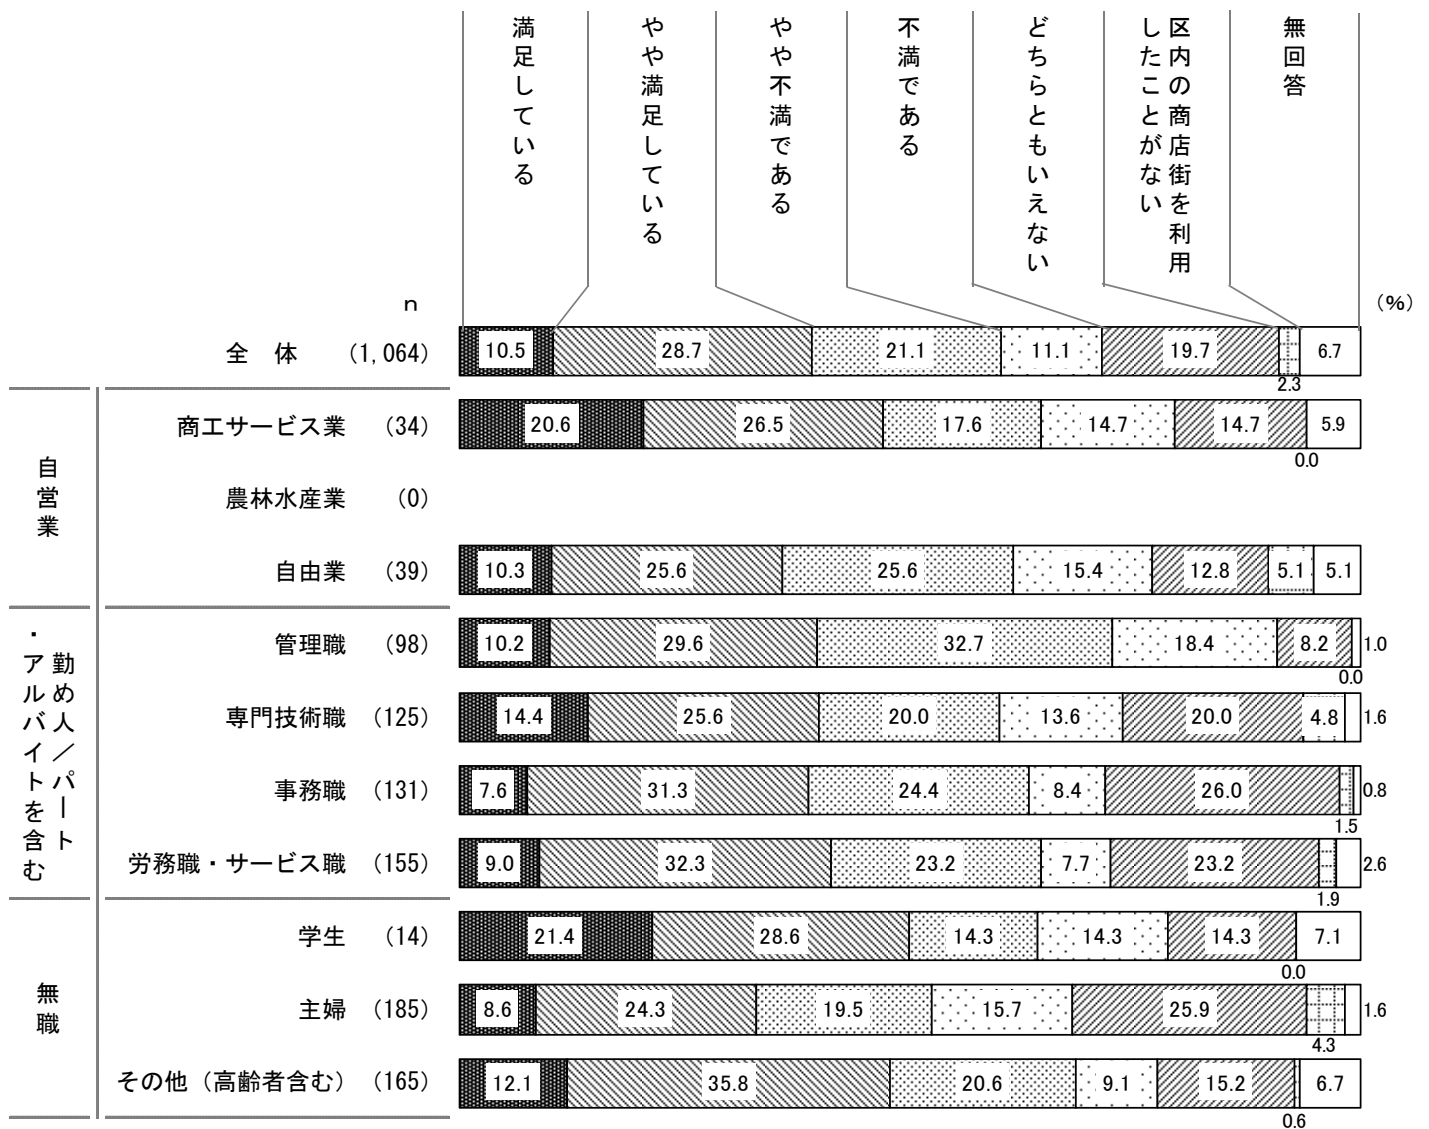 満足している
やや満足している
やや不満である
不満である
どちらともいえない
区内の商店街を利用
したことがない
無回答
n
(%)
全 体 (1,064) 10.5 28.7 21.1 11.1 19.7 2.3 6.7
自営業
商工サービス業 (34) 20.6 26.5 17.6 14.7 14.7 0.0 5.9
農林水産業 (0)
自由業 (39) 10.3 25.6 25.6 15.4 12.8 5.1 5.1
勤め人／パート
・アルバイトを含む
管理職 (98) 10.2 29.6 32.7 18.4 8.2 0.0 1.0
専門技術職 (125) 14.4 25.6 20.0 13.6 20.0 4.8 1.6
事務職 (131) 7.6 31.3 24.4 8.4 26.0 1.5 0.8
労務職・サービス職 (155) 9.0 32.3 23.2 7.7 23.2 1.9 2.6
無職
学生 (14) 21.4 28.6 14.3 14.3 14.3 0.0 7.1
主婦 (185) 8.6 24.3 19.5 15.7 25.9 4.3 1.6
その他（高齢者含む） (165) 12.1 35.8 20.6 9.1 15.2 0.6 6.7